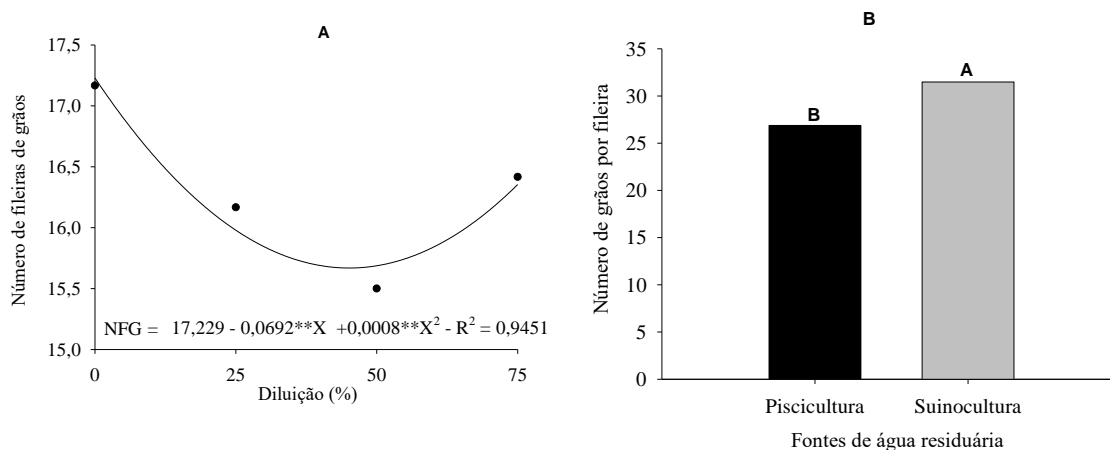 A
17,5
17,0
16,5
16,0
15,5
15,0
Número de fileiras de grãos
NFG = 17,229 - 0,0692**X +0,0008**X² - R² = 0,9451
0 25 50 75
Diluição (%)
B
35
30
25
20
15
10
5
0
Número de grãos por fileira
B
A
Piscicultura Suinocultura
Fontes de água residuária